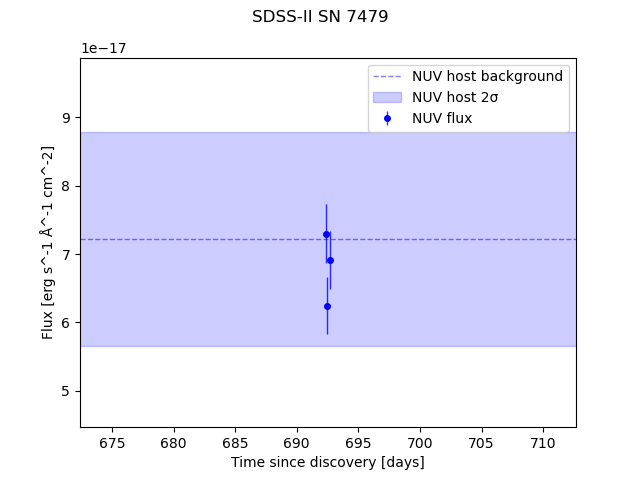 SDSS-II SN 7479
1e−17
NUV host background
NUV host 2σ
NUV flux
9
8
7
6
5
Flux [erg s^-1 Å^-1 cm^-2]
675 680 685 690 695 700 705 710
Time since discovery [days]